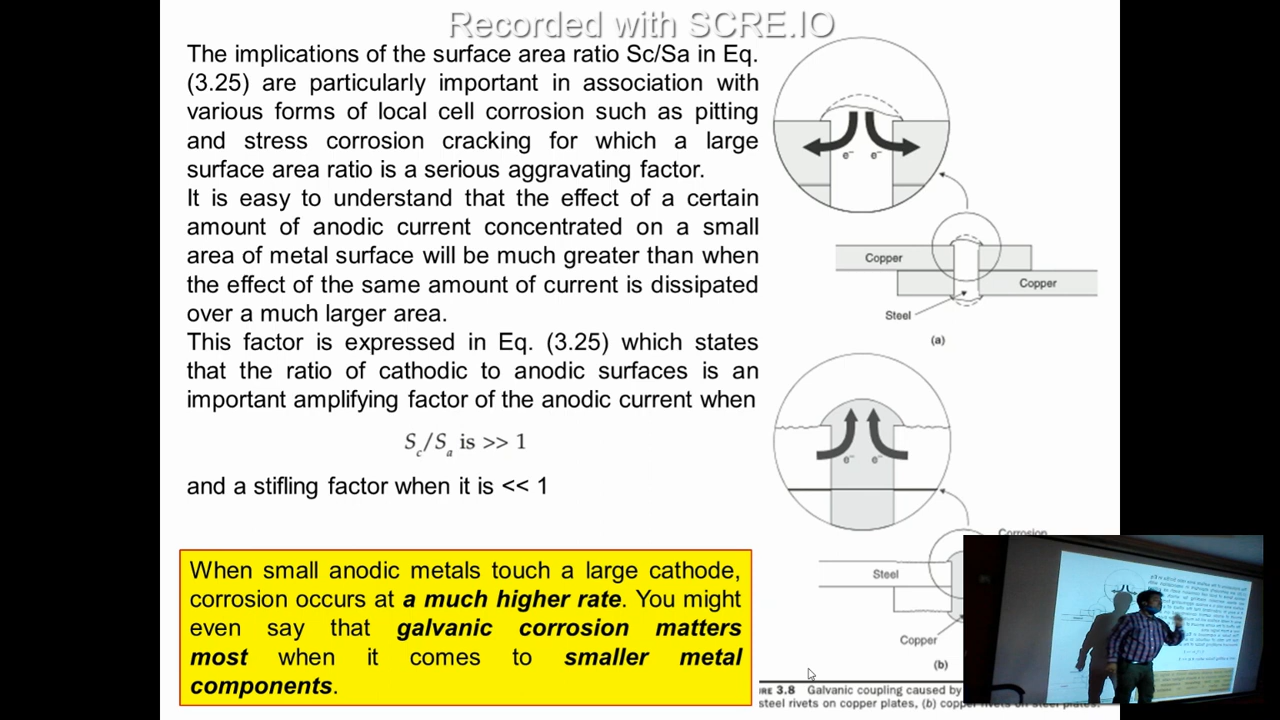 Recorded with SCRE.IO
The implications of the surface area ratio Sc/Sa in Eq.
(3.25) are particularly important in association with
various forms of local cell corrosion such as pitting
and stress corrosion cracking for which a large
surface area ratio is a serious aggravating factor.
It is easy to understand that the effect of a certain
amount of anodic current concentrated on a small
area of metal surface will be much greater than when
the effect of the same amount of current is dissipated
over a much larger area.
This factor is expressed in Eq. (3.25) which states
that the ratio of cathodic to anodic surfaces is an
important amplifying factor of the anodic current when
Sc/Sa is >> 1
and a stifling factor when it is << 1
When small anodic metals touch a large cathode,
corrosion occurs at a much higher rate. You might
even say that galvanic corrosion matters
most when it comes to smaller metal
components.
e⁻ e⁻
Copper
Copper
Steel
(a)
e⁻ e⁻
Corrosion
Steel
Copper
(b)
3.8 Galvanic coupling caused by
steel rivets on copper plates, (b)